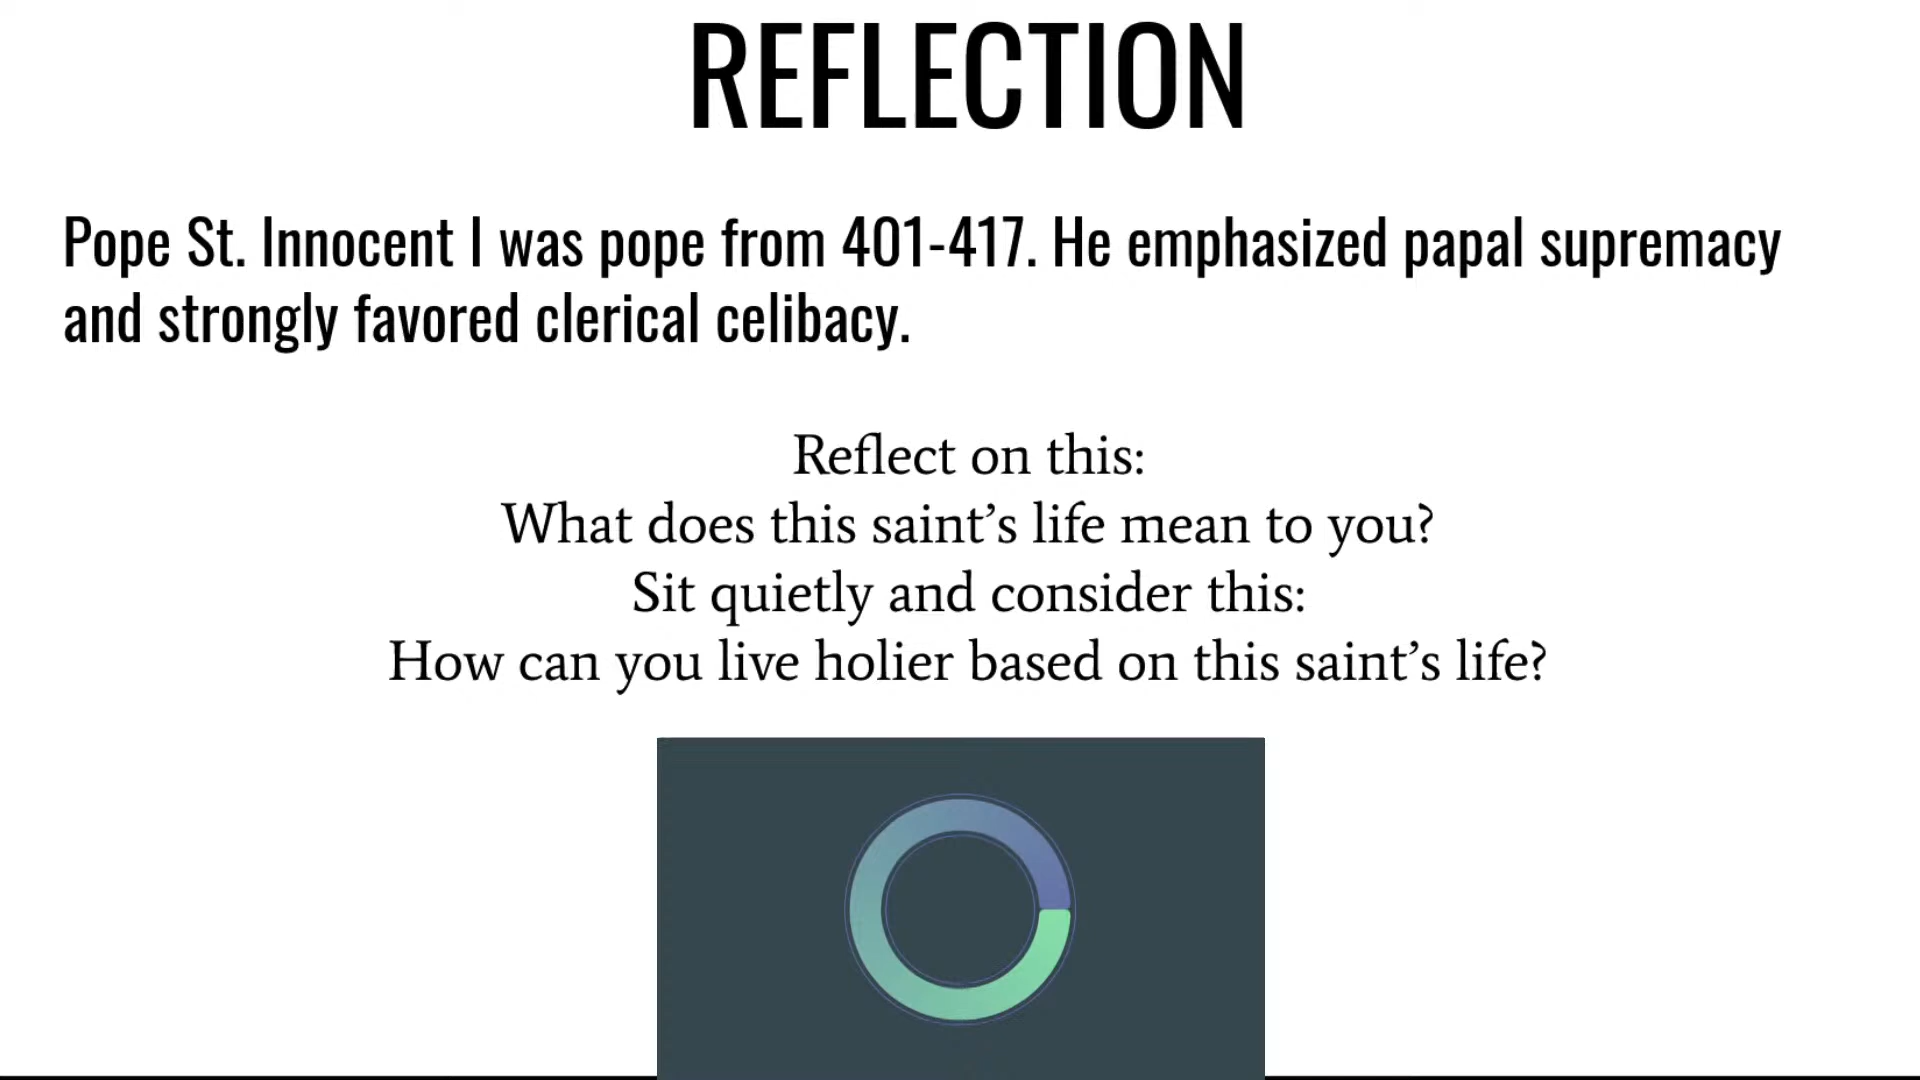 REFLECTION
Pope St. Innocent I was pope from 401-417. He emphasized papal supremacy
and strongly favored clerical celibacy.
Reflect on this:
What does this saint’s life mean to you?
Sit quietly and consider this:
How can you live holier based on this saint’s life?